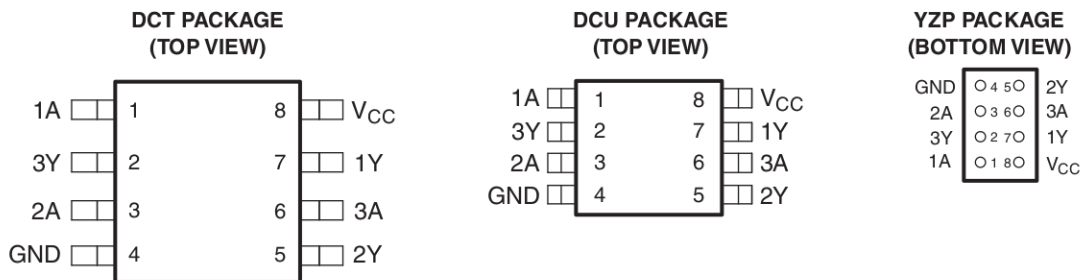 DCT PACKAGE
(TOP VIEW)
1A 1 8 VCC
3Y 2 7 1Y
2A 3 6 3A
GND 4 5 2Y
DCU PACKAGE
(TOP VIEW)
1A 1 8 VCC
3Y 2 7 1Y
2A 3 6 3A
GND 4 5 2Y
YZP PACKAGE
(BOTTOM VIEW)
GND 4 5 2Y
2A 3 6 3A
3Y 2 7 1Y
1A 1 8 VCC